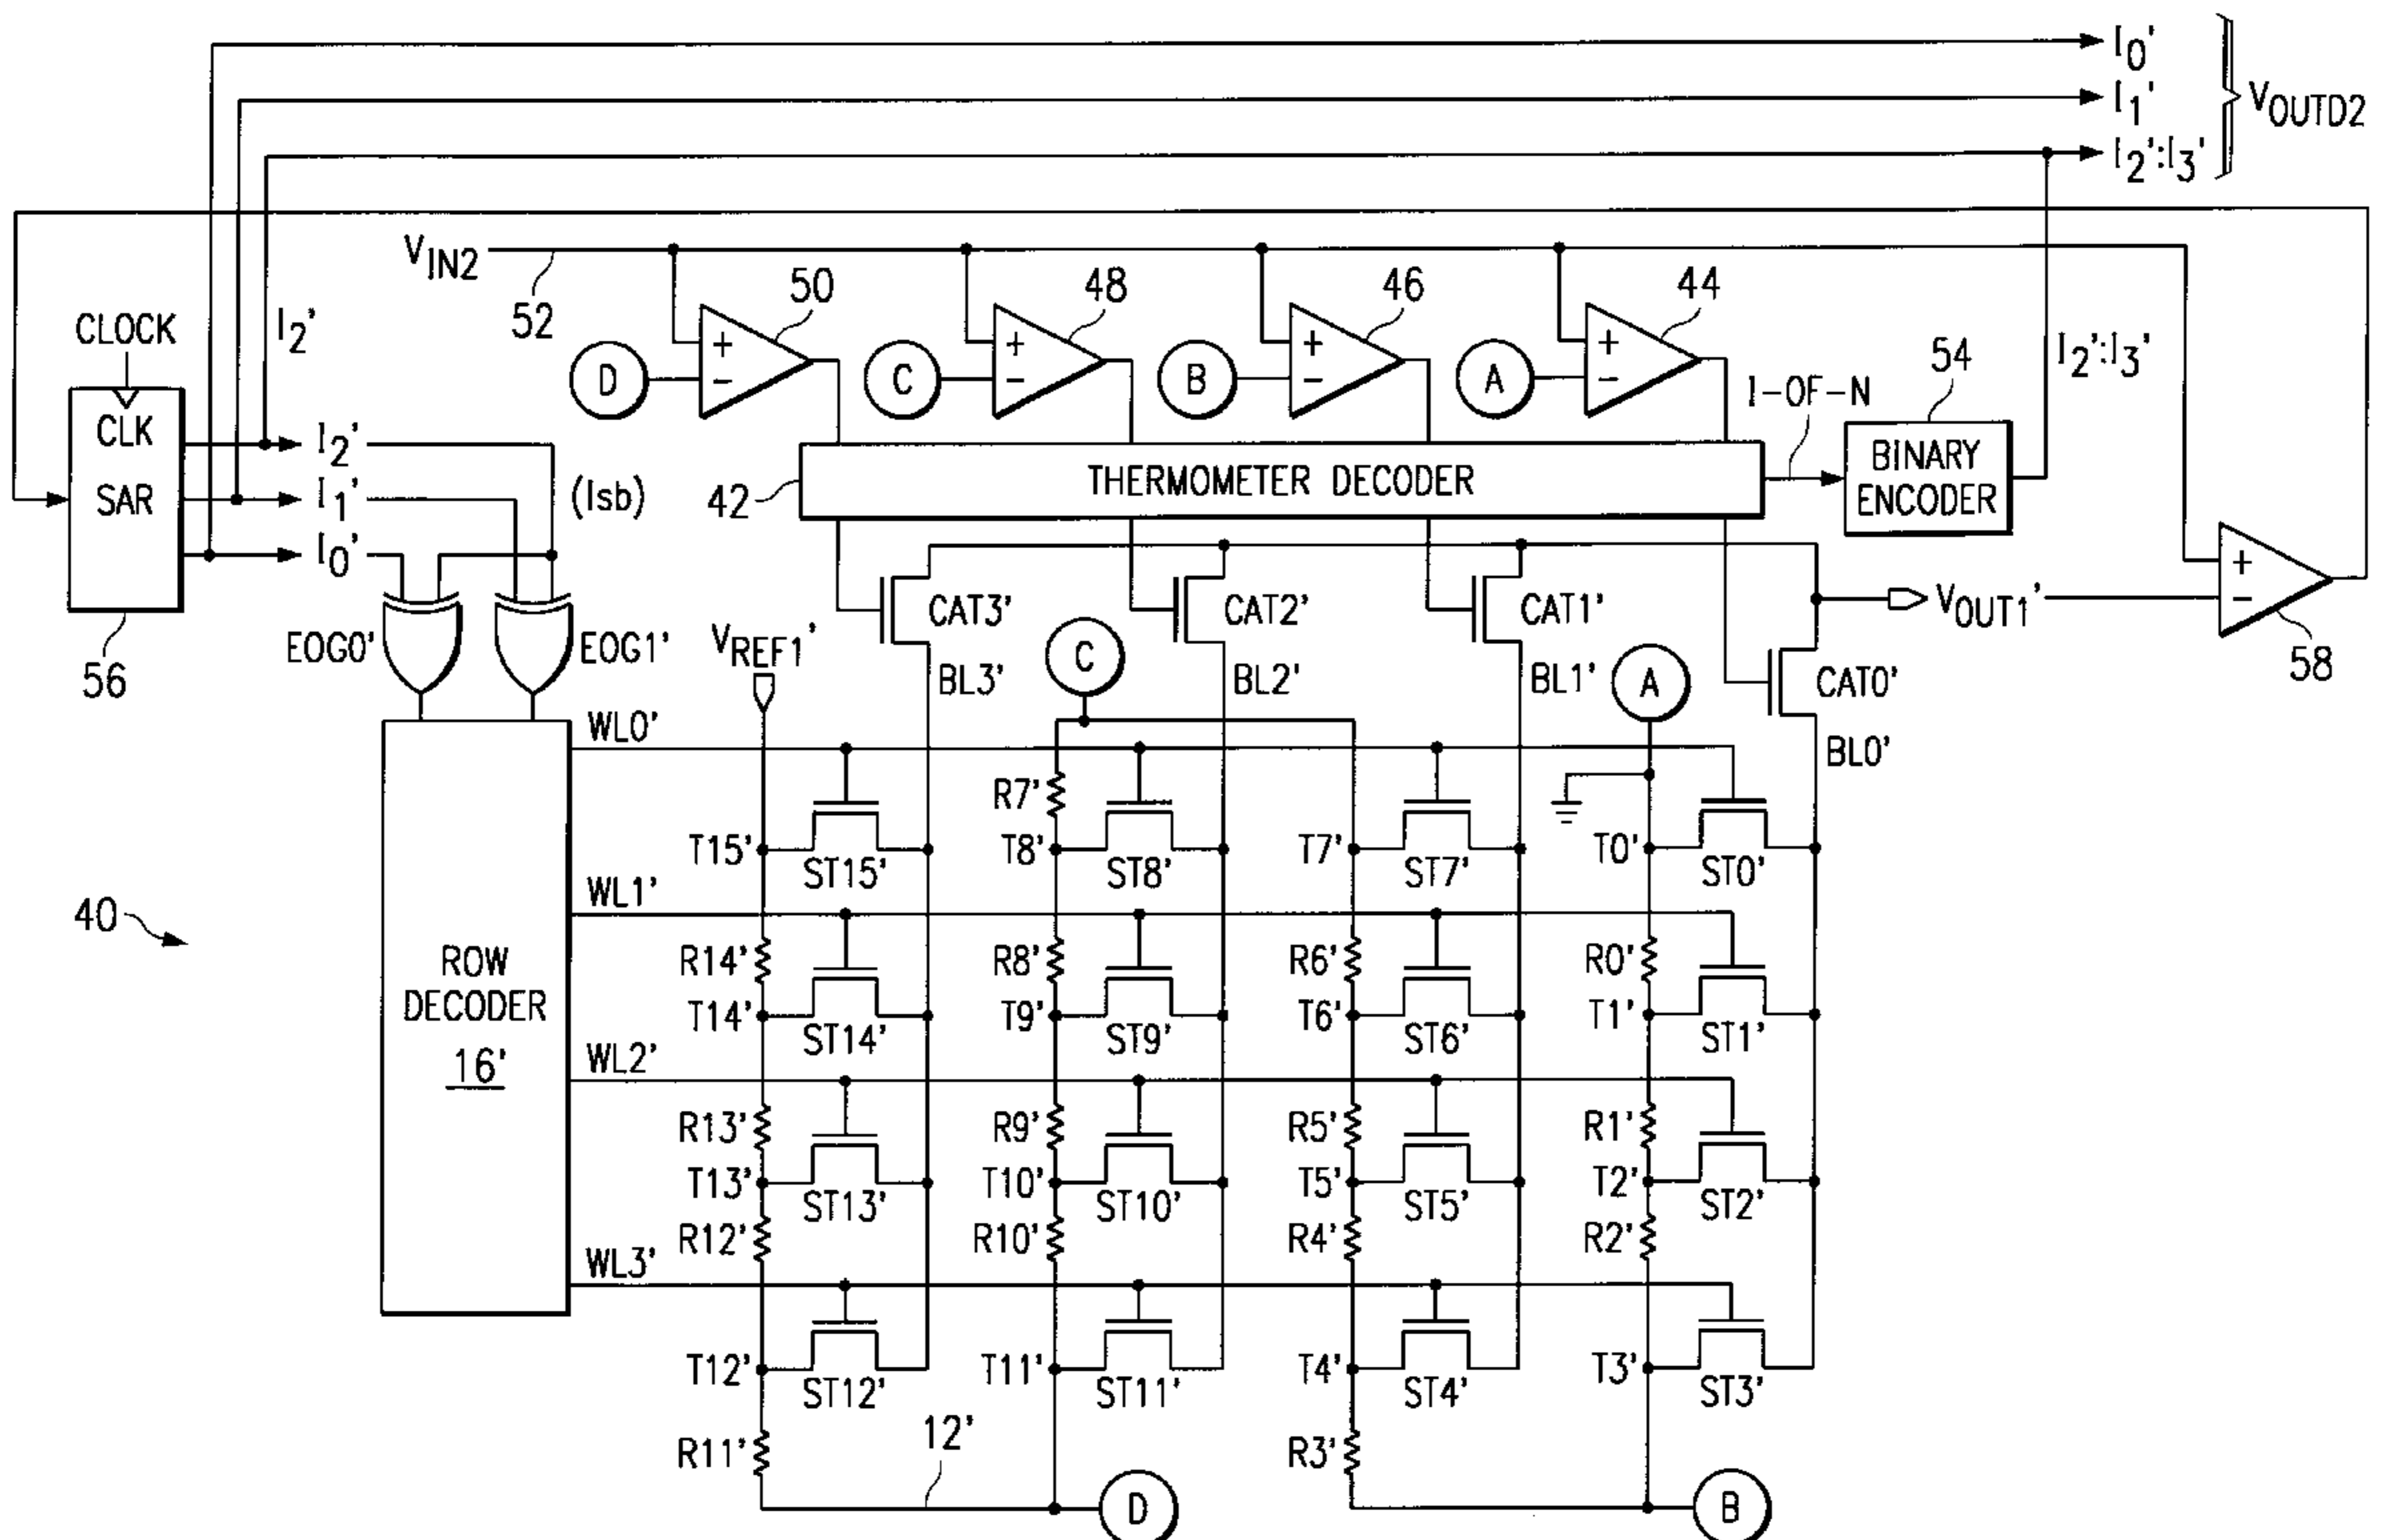 I0'
I1'
VOUTD2
I2':I3'
VIN2
52
50
48
46
44
CLOCK
I2'
D
+
−
C
+
−
B
+
−
A
+
−
I-OF-N
54
I2':I3'
CLK
SAR
I2'
I1'
I0'
(lsb)
42
THERMOMETER DECODER
BINARY
ENCODER
56
EOG0'
EOG1'
VREF1'
CAT3'
CAT2'
CAT1'
CAT0'
VOUT1'
+
−
58
BL3'
C
BL2'
BL1'
A
BL0'
40
ROW
DECODER
16'
WL0'
R7'
T15'
ST15'
T8'
ST8'
T7'
ST7'
T0'
ST0'
WL1'
R14'
R8'
R6'
R0'
T14'
ST14'
T9'
ST9'
T6'
ST6'
T1'
ST1'
WL2'
R13'
R9'
R5'
R1'
T13'
ST13'
T10'
ST10'
T5'
ST5'
T2'
ST2'
R12'
R10'
R4'
R2'
WL3'
T12'
ST12'
T11'
ST11'
T4'
ST4'
T3'
ST3'
R11'
12'
R3'
D
B